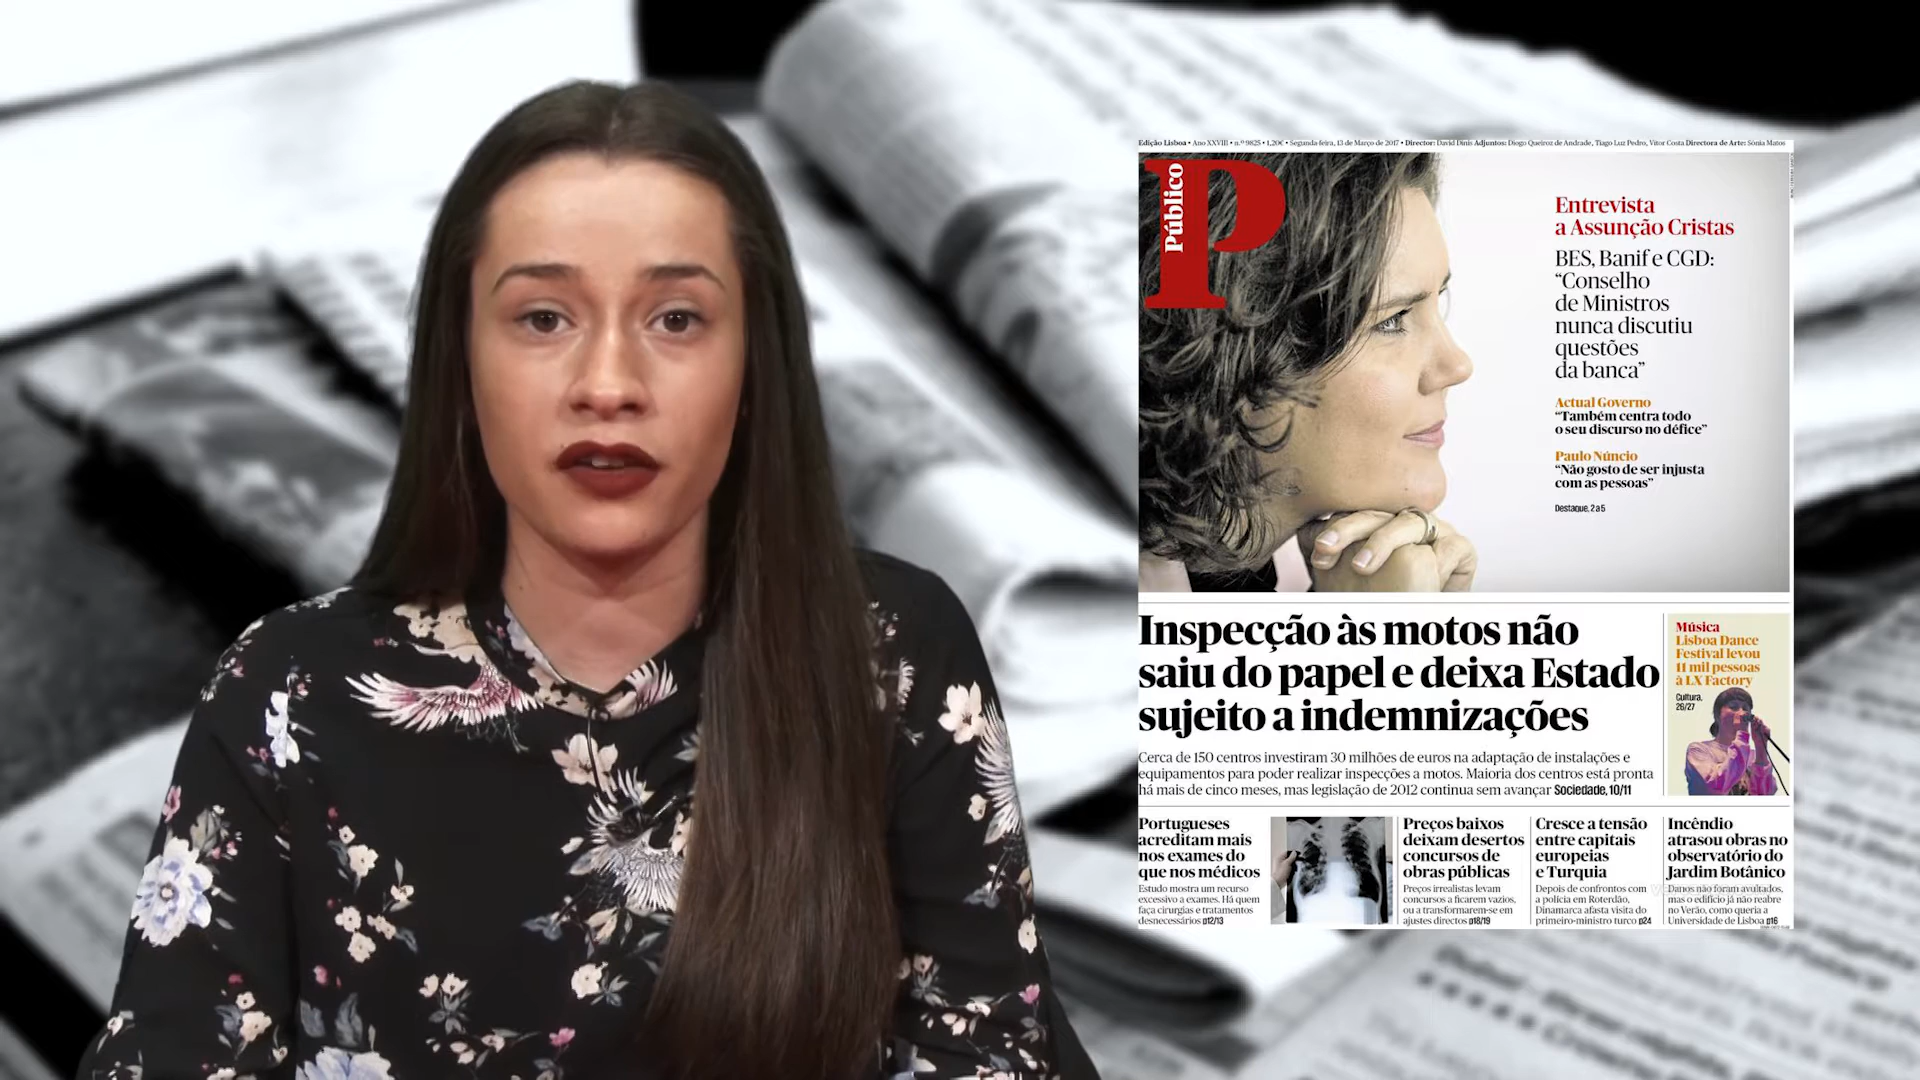 Edição Lisboa • Ano XXVIII • n.º 9825 • 1,20€ • Segunda-feira, 13 de Março de 2017 • Director: David Dinis Adjuntos: Diogo Queiroz de Andrade, Tiago Luz Pedro, Vítor Costa Directora de Arte: Sónia Matos
Público
P
Entrevista
a Assunção Cristas
BES, Banif e CGD:
“Conselho
de Ministros
nunca discutiu
questões
da banca”
Actual Governo
“Também centra todo
o seu discurso no défice”
Paulo Núncio
“Não gosto de ser injusta
com as pessoas”
Destaque, 2 a 5
Inspecção às motos não
saiu do papel e deixa Estado
sujeito a indemnizações
Cerca de 150 centros investiram 30 milhões de euros na adaptação de instalações e
equipamentos para poder realizar inspecções a motos. Maioria dos centros está pronta
há mais de cinco meses, mas legislação de 2012 continua sem avançar Sociedade, 10/11
Música
Lisboa Dance
Festival levou
11 mil pessoas
à LX Factory
Cultura,
26/27
Portugueses
acreditam mais
nos exames do
que nos médicos
Estudo mostra um recurso
excessivo a exames. Há quem
faça cirurgias e tratamentos
desnecessários p12/13
Preços baixos
deixam desertos
concursos de
obras públicas
Preços irrealistas levam
concursos a ficarem vazios,
ou a transformarem-se em
ajustes directos p18/19
Cresce a tensão
entre capitais
europeias
e Turquia
Depois de confrontos com
a polícia em Roterdão,
Dinamarca afasta visita do
primeiro-ministro turco p24
Incêndio
atrasou obras no
observatório do
Jardim Botânico
Danos não foram avultados,
mas o edifício já não reabre
no Verão, como queria a
Universidade de Lisboa p16